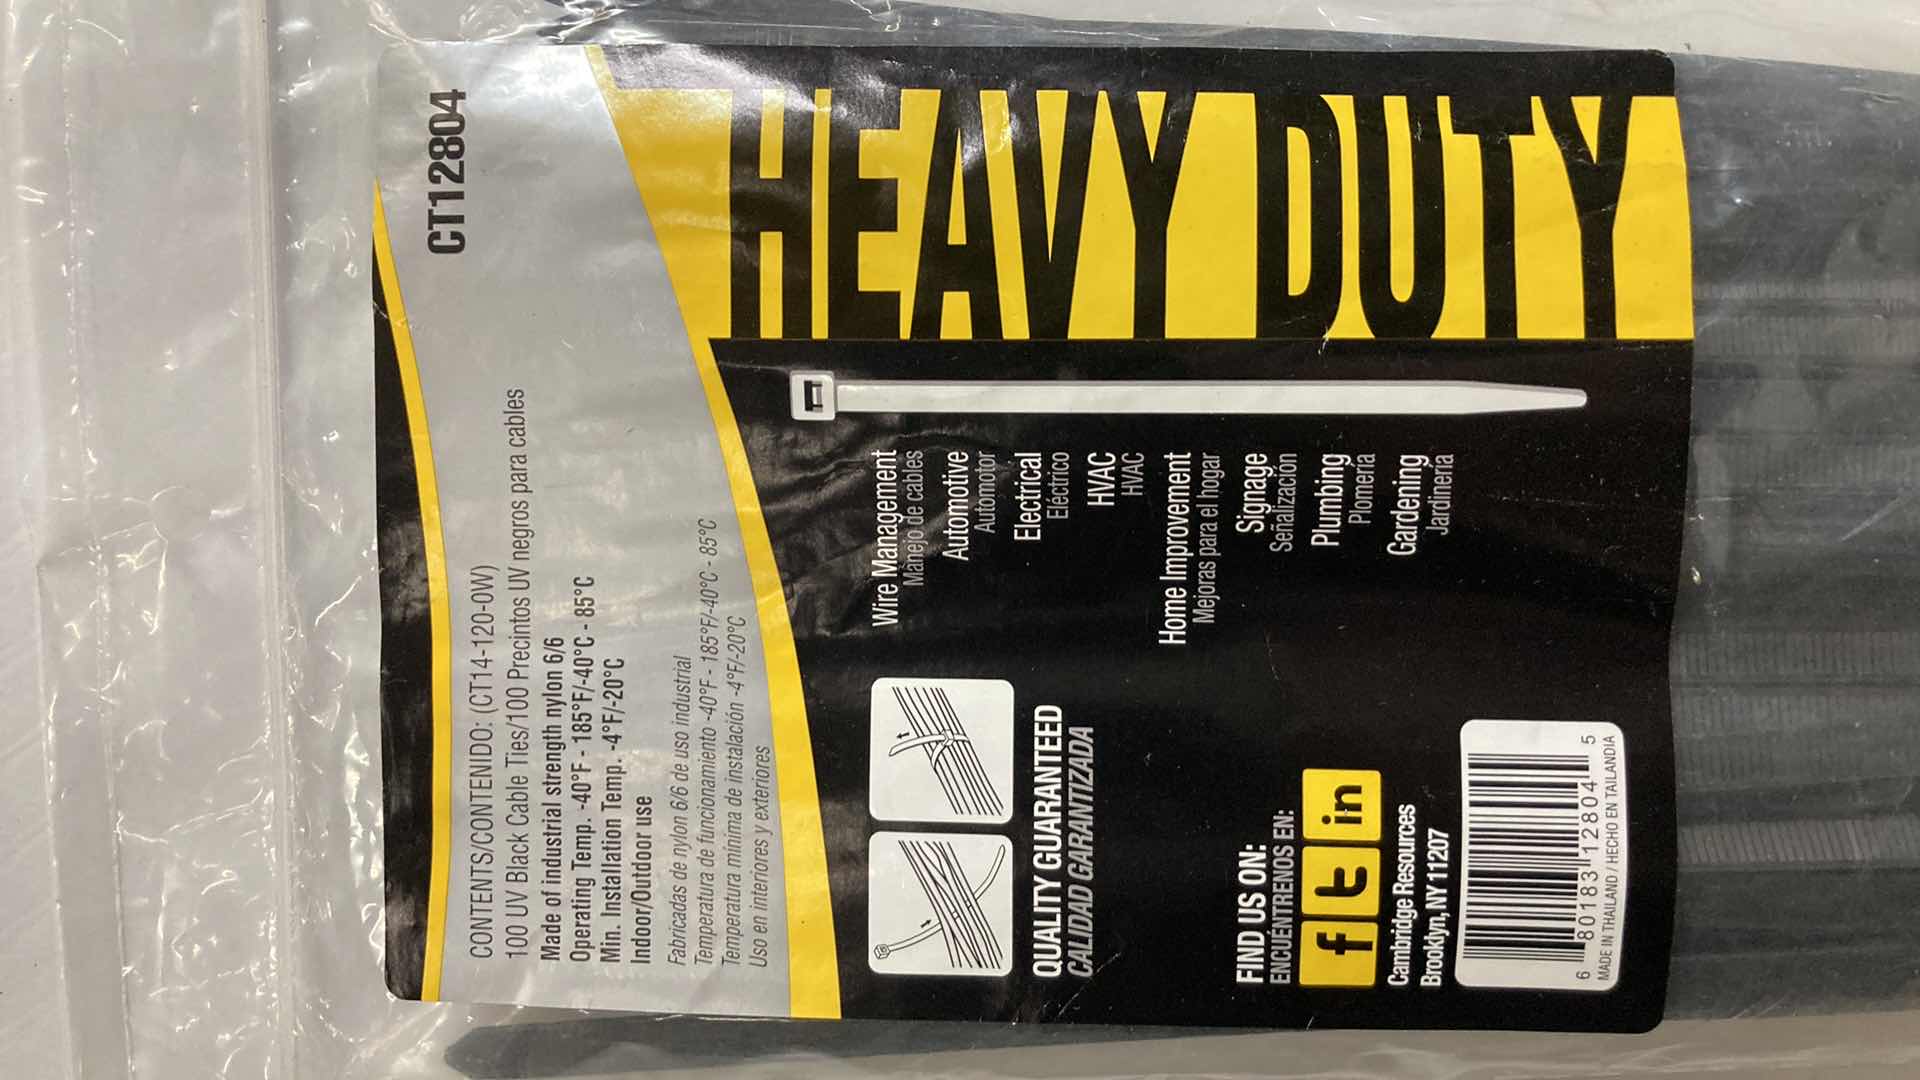 CT12804
CONTENTS/CONTENIDO: (CT14-120-0W)
100 UV Black Cable Ties/100 Precintos UV negros para cables
Made of industrial strength nylon 6/6
Operating Temp. -40°F - 185°F/-40°C - 85°C
Min. Installation Temp. -4°F/-20°C
Indoor/Outdoor use
Fabricadas de nylon 6/6 de uso industrial
Temperatura de funcionamiento -40°F - 185°F/-40°C - 85°C
Temperatura mínima de instalación -4°F/-20°C
Uso en interiores y exteriores
HEAVY DUTY
Wire Management
Manejo de cables
Automotive
Automotor
Electrical
Eléctrico
HVAC
HVAC
Home Improvement
Mejoras para el hogar
Signage
Señalización
Plumbing
Plomería
Gardening
Jardinería
QUALITY GUARANTEED
CALIDAD GARANTIZADA
FIND US ON:
ENCUÉNTRENOS EN:
f t in
Cambridge Resources
Brooklyn, NY 11207
6 80183 12804 5
MADE IN THAILAND / HECHO EN TAILANDIA